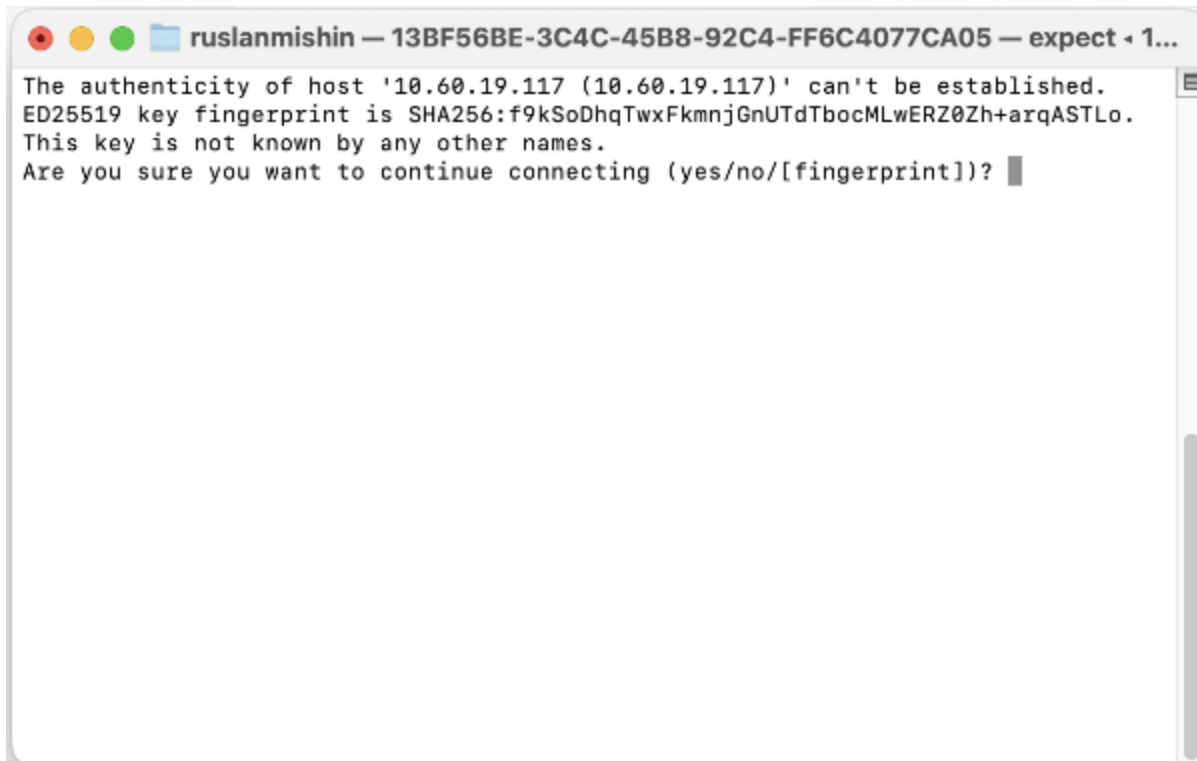 ruslanmishin — 13BF56BE-3C4C-45B8-92C4-FF6C4077CA05 — expect ◂ 1...
The authenticity of host '10.60.19.117 (10.60.19.117)' can't be established.
ED25519 key fingerprint is SHA256:f9kSoDhqTwxFkmnjGnUTdTbocMLwERZ0Zh+arqASTLo.
This key is not known by any other names.
Are you sure you want to continue connecting (yes/no/[fingerprint])?